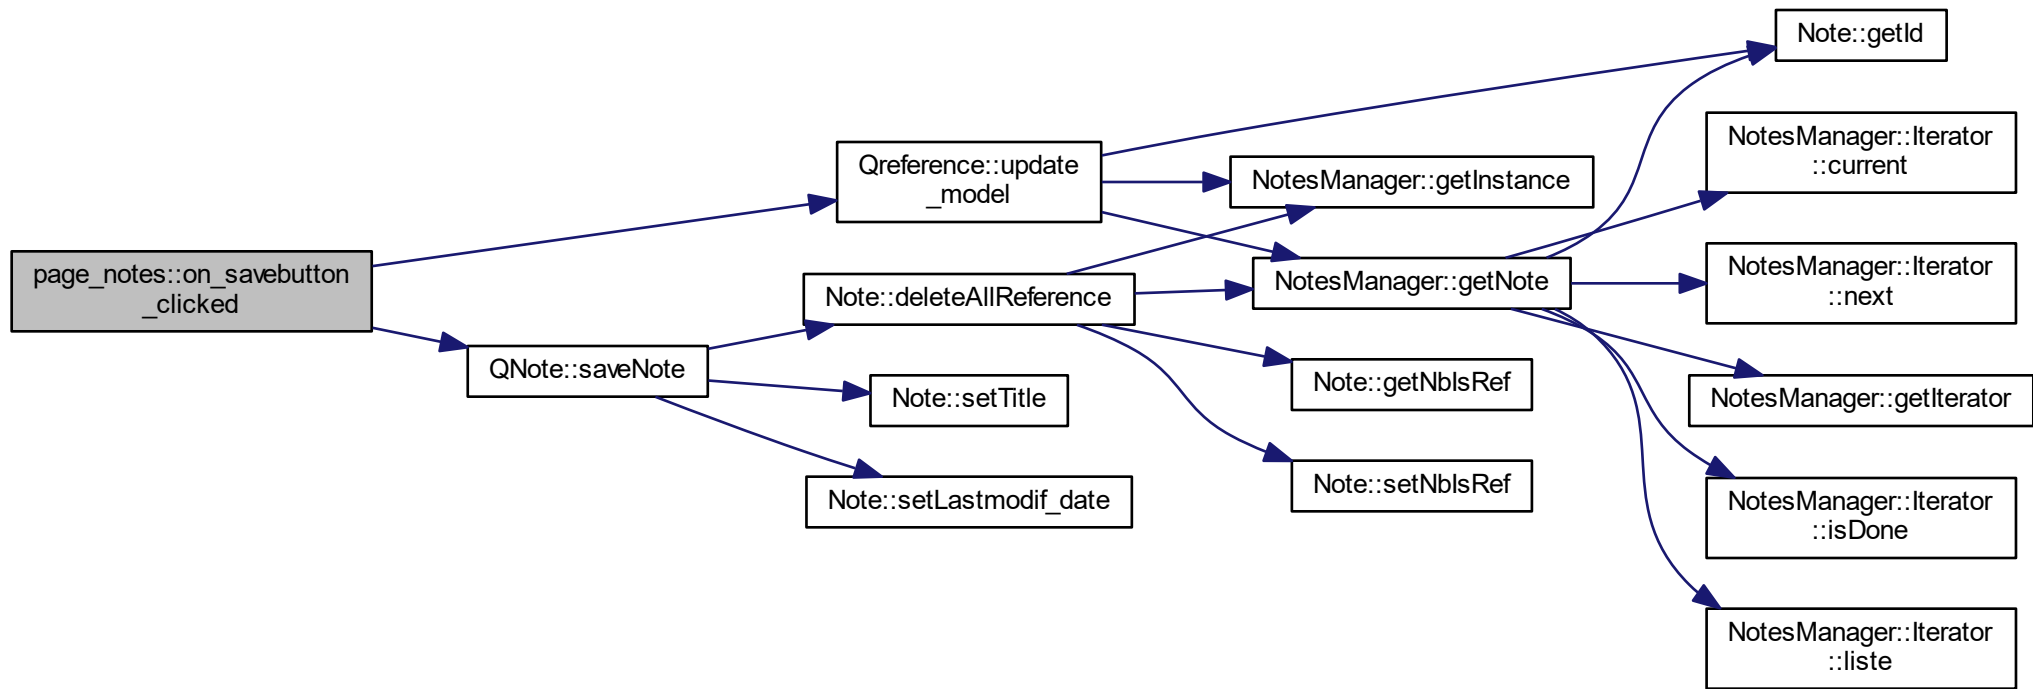 page_notes::on_savebutton
_clicked
Qreference::update
_model
QNote::saveNote
Note::deleteAllReference
Note::setTitle
Note::setLastmodif_date
NotesManager::getInstance
NotesManager::getNote
Note::getNbIsRef
Note::setNbIsRef
Note::getId
NotesManager::Iterator
::current
NotesManager::Iterator
::next
NotesManager::getIterator
NotesManager::Iterator
::isDone
NotesManager::Iterator
::liste